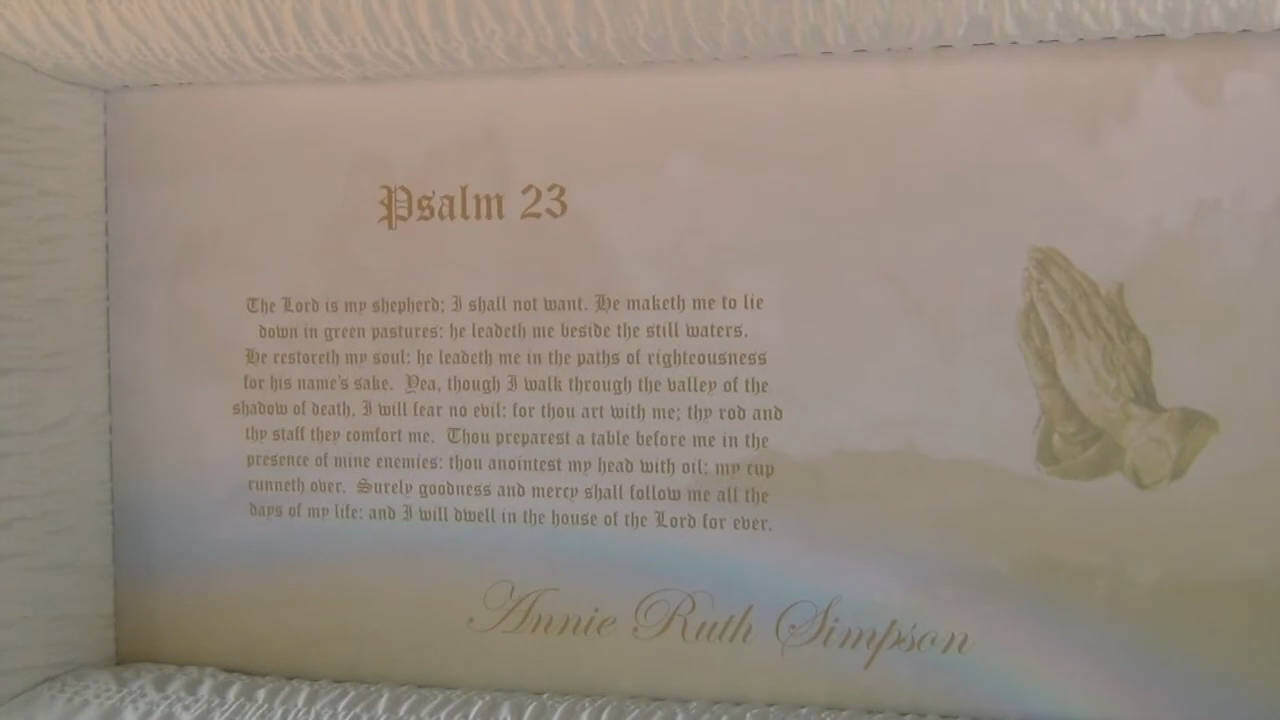 Psalm 23
The Lord is my shepherd; I shall not want. He maketh me to lie
down in green pastures: he leadeth me beside the still waters.
He restoreth my soul: he leadeth me in the paths of righteousness
for his name's sake. Yea, though I walk through the valley of the
shadow of death, I will fear no evil: for thou art with me; thy rod and
thy staff they comfort me. Thou preparest a table before me in the
presence of mine enemies: thou anointest my head with oil; my cup
runneth over. Surely goodness and mercy shall follow me all the
days of my life: and I will dwell in the house of the Lord for ever.
Annie Ruth Simpson